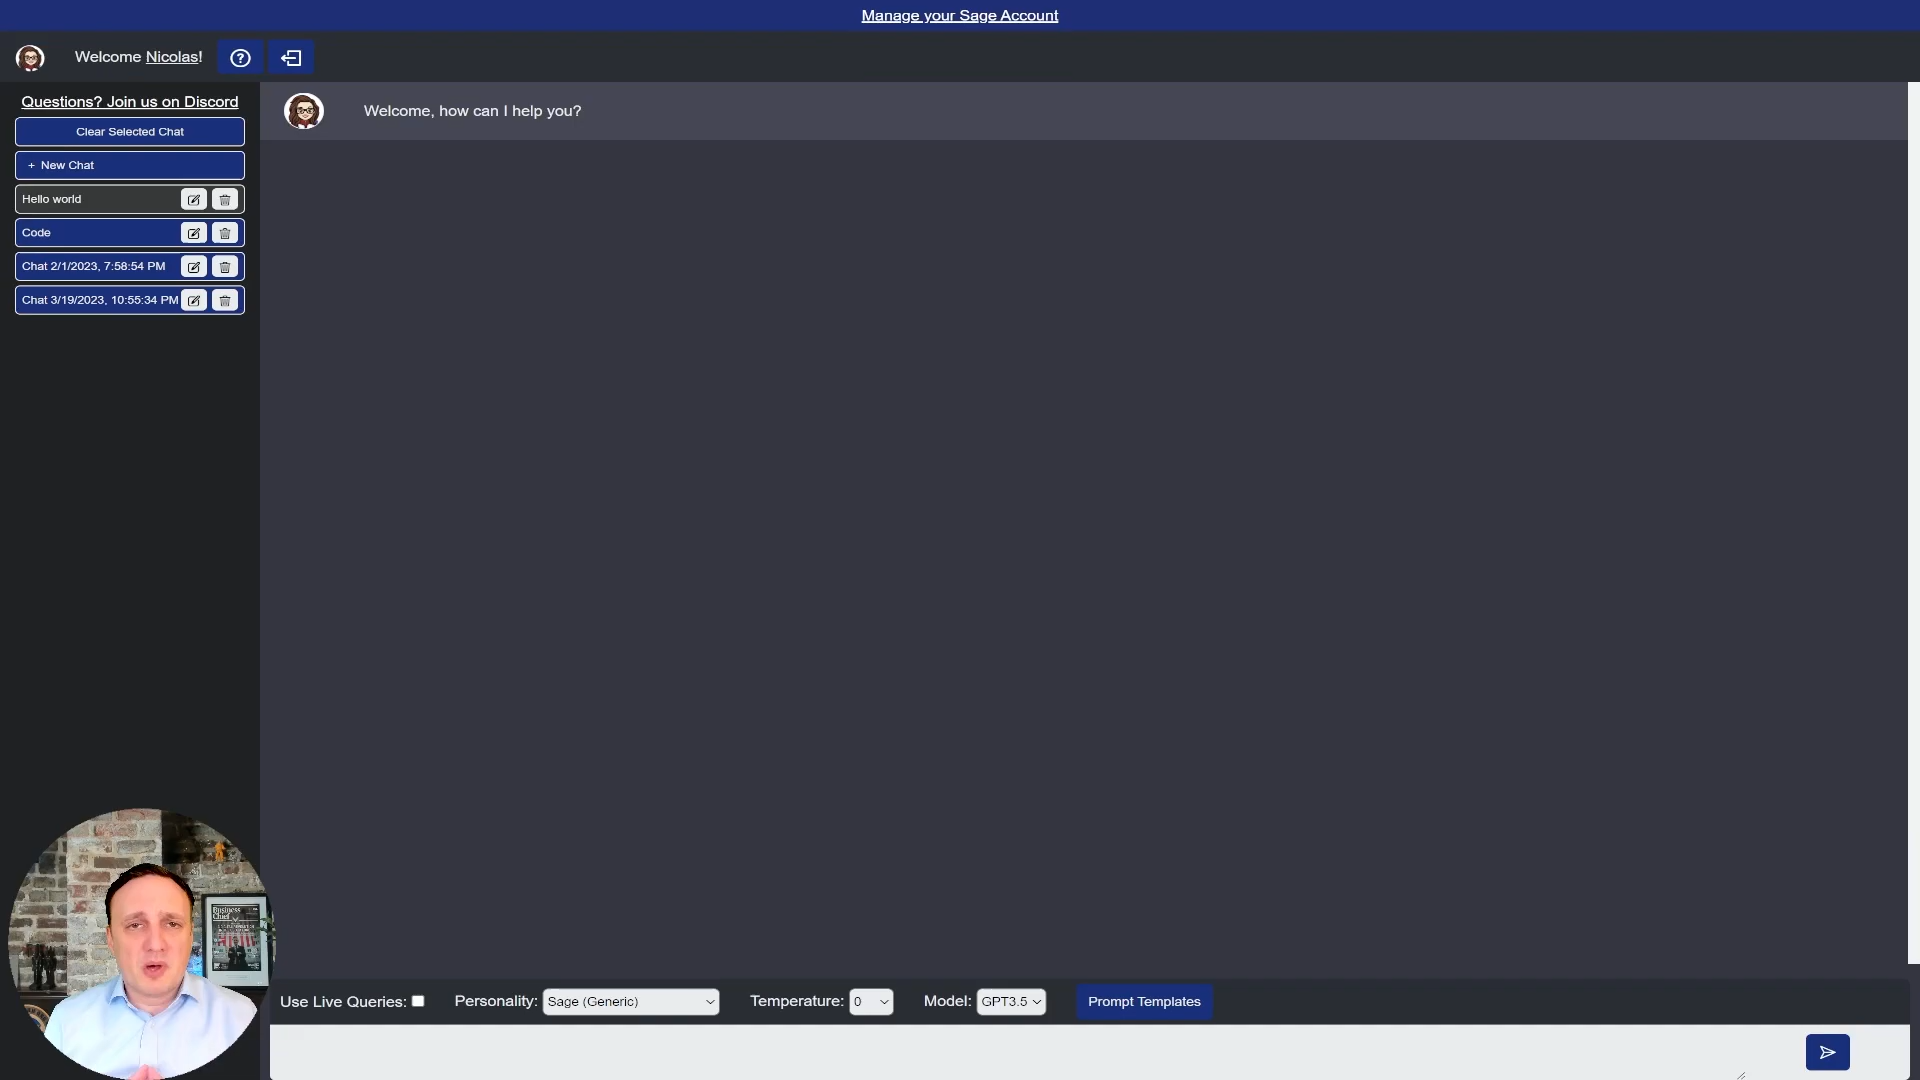 Manage your Sage Account
Welcome Nicolas!
Questions? Join us on Discord
Clear Selected Chat
+ New Chat
Hello world
Code
Chat 2/1/2023, 7:58:54 PM
Chat 3/19/2023, 10:55:34 PM
Welcome, how can I help you?
Business
Chief
Use Live Queries:
Personality: Sage (Generic)
Temperature: 0
Model: GPT3.5
Prompt Templates